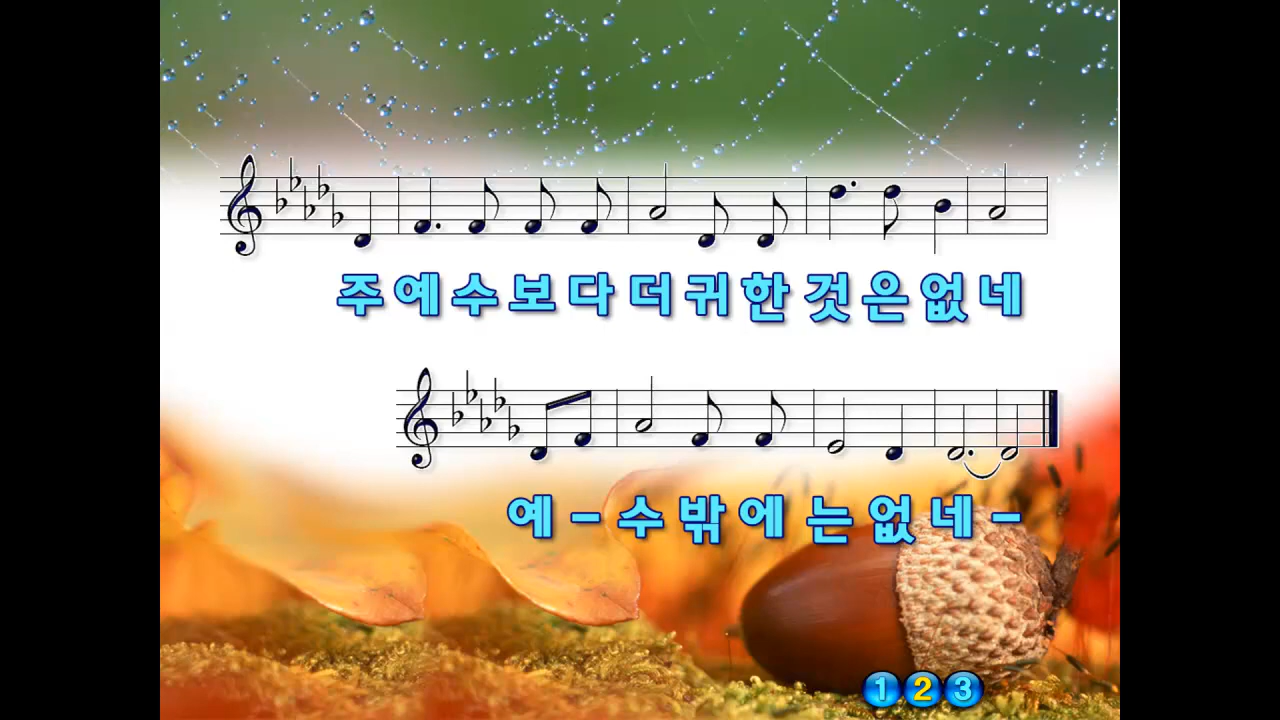 주 예 수 보 다 더 귀 한 것 은 없 네
예 - 수 밖 에 는 없 네 -
1 2 3